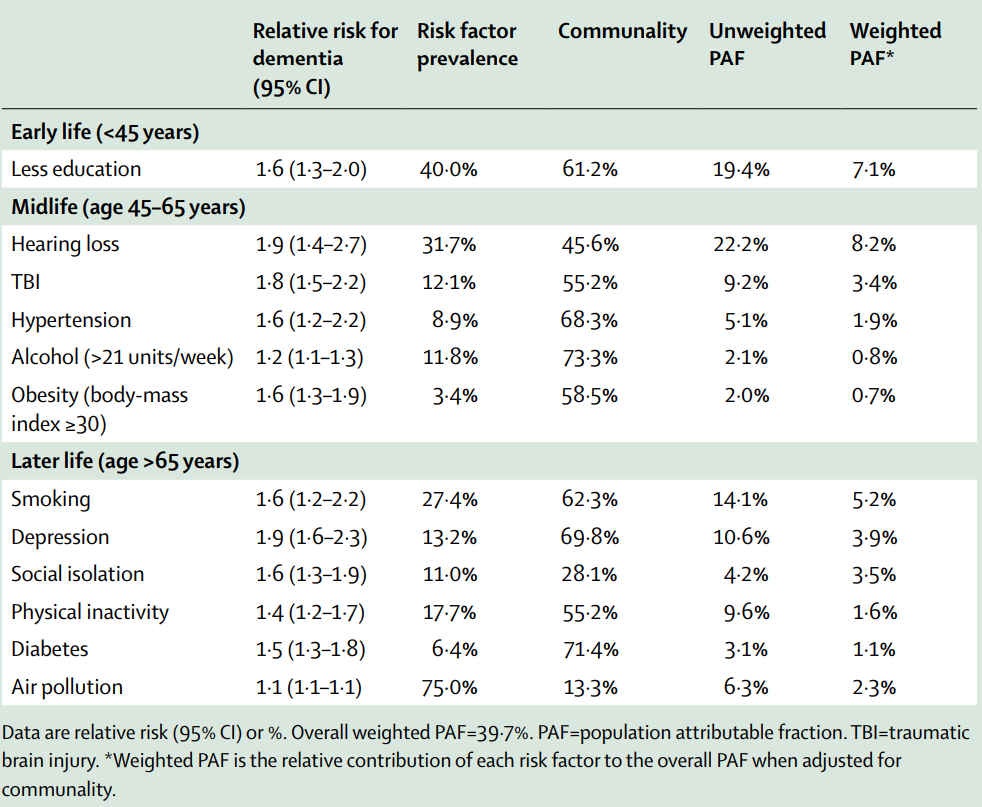 Relative risk for dementia (95% CI) Risk factor prevalence Communality Unweighted PAF Weighted PAF*
Early life (<45 years)
Less education 1·6 (1·3–2·0) 40·0% 61·2% 19·4% 7·1%
Midlife (age 45–65 years)
Hearing loss 1·9 (1·4–2·7) 31·7% 45·6% 22·2% 8·2%
TBI 1·8 (1·5–2·2) 12·1% 55·2% 9·2% 3·4%
Hypertension 1·6 (1·2–2·2) 8·9% 68·3% 5·1% 1·9%
Alcohol (>21 units/week) 1·2 (1·1–1·3) 11·8% 73·3% 2·1% 0·8%
Obesity (body-mass index ≥30) 1·6 (1·3–1·9) 3·4% 58·5% 2·0% 0·7%
Later life (age >65 years)
Smoking 1·6 (1·2–2·2) 27·4% 62·3% 14·1% 5·2%
Depression 1·9 (1·6–2·3) 13·2% 69·8% 10·6% 3·9%
Social isolation 1·6 (1·3–1·9) 11·0% 28·1% 4·2% 3·5%
Physical inactivity 1·4 (1·2–1·7) 17·7% 55·2% 9·6% 1·6%
Diabetes 1·5 (1·3–1·8) 6·4% 71·4% 3·1% 1·1%
Air pollution 1·1 (1·1–1·1) 75·0% 13·3% 6·3% 2·3%
Data are relative risk (95% CI) or %. Overall weighted PAF=39·7%. PAF=population attributable fraction. TBI=traumatic
brain injury. *Weighted PAF is the relative contribution of each risk factor to the overall PAF when adjusted for
communality.